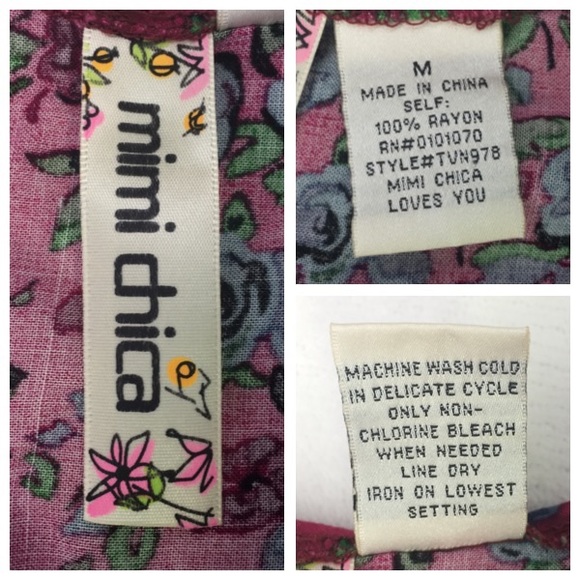 mimi chica
M
MADE IN CHINA
SELF:
100% RAYON
RN#0101070
STYLE#TVN978
MIMI CHICA
LOVES YOU
MACHINE WASH COLD
IN DELICATE CYCLE
ONLY NON-
CHLORINE BLEACH
WHEN NEEDED
LINE DRY
IRON ON LOWEST
SETTING